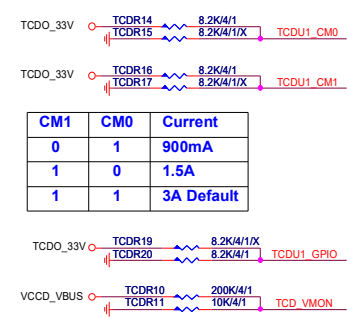 TCDO_33V TCDR14 8.2K/4/1
TCDR15 8.2K/4/1/X TCDU1_CM0
TCDO_33V TCDR16 8.2K/4/1
TCDR17 8.2K/4/1/X TCDU1_CM1
CM1 CM0 Current
0 1 900mA
1 0 1.5A
1 1 3A Default
TCDO_33V TCDR19 8.2K/4/1/X
TCDR20 8.2K/4/1 TCDU1_GPIO
VCCD_VBUS TCDR10 200K/4/1
TCDR11 10K/4/1 TCD_VMON